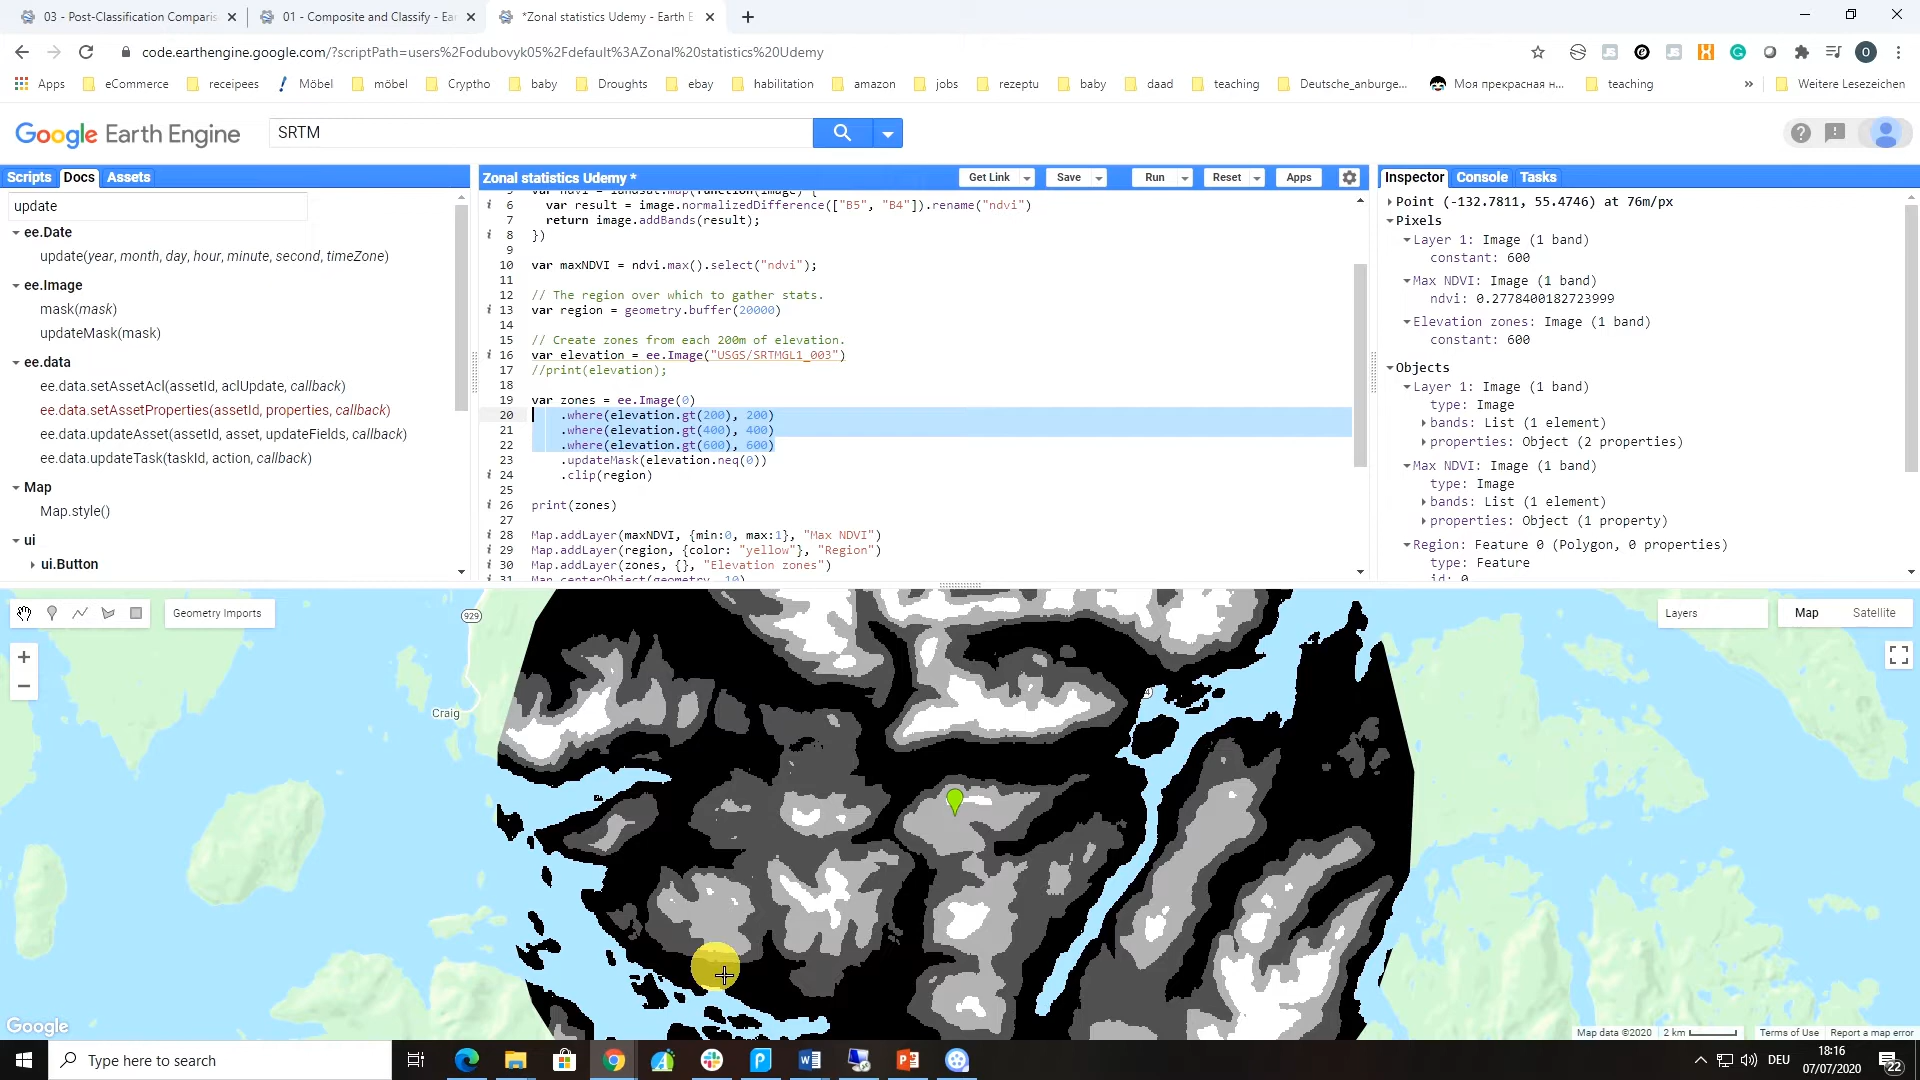 03 - Post-Classification Comparis
01 - Composite and Classify - Ea
*Zonal statistics Udemy - Earth E
code.earthengine.google.com/?scriptPath=users%2Fodubovyk05%2Fdefault%3AZonal%20statistics%20Udemy
Apps
eCommerce
receipees
Möbel
möbel
Cryptho
baby
Droughts
ebay
habilitation
amazon
jobs
rezeptu
baby
daad
teaching
Deutsche_anburge...
Моя прекрасная н...
teaching
»
Weitere Lesezeichen
Google Earth Engine
SRTM
Scripts
Docs
Assets
update
ee.Date
update(year, month, day, hour, minute, second, timeZone)
ee.Image
mask(mask)
updateMask(mask)
ee.data
ee.data.setAssetAcl(assetId, aclUpdate, callback)
ee.data.setAssetProperties(assetId, properties, callback)
ee.data.updateAsset(assetId, asset, updateFields, callback)
ee.data.updateTask(taskId, action, callback)
Map
Map.style()
ui
ui.Button
Zonal statistics Udemy *
Get Link
Save
Run
Reset
Apps
5 var ndvi = landsat.map(function(image) {
6 var result = image.normalizedDifference(["B5", "B4"]).rename("ndvi")
7 return image.addBands(result);
8 })
9
10 var maxNDVI = ndvi.max().select("ndvi");
11
12 // The region over which to gather stats.
13 var region = geometry.buffer(20000)
14
15 // Create zones from each 200m of elevation.
16 var elevation = ee.Image("USGS/SRTMGL1_003")
17 //print(elevation);
18
19 var zones = ee.Image(0)
20 .where(elevation.gt(200), 200)
21 .where(elevation.gt(400), 400)
22 .where(elevation.gt(600), 600)
23 .updateMask(elevation.neq(0))
24 .clip(region)
25
26 print(zones)
27
28 Map.addLayer(maxNDVI, {min:0, max:1}, "Max NDVI")
29 Map.addLayer(region, {color: "yellow"}, "Region")
30 Map.addLayer(zones, {}, "Elevation zones")
31 Map.centerObject(geometry, 10)
Inspector
Console
Tasks
Point (-132.7811, 55.4746) at 76m/px
Pixels
Layer 1: Image (1 band)
constant: 600
Max NDVI: Image (1 band)
ndvi: 0.2778400182723999
Elevation zones: Image (1 band)
constant: 600
Objects
Layer 1: Image (1 band)
type: Image
bands: List (1 element)
properties: Object (2 properties)
Max NDVI: Image (1 band)
type: Image
bands: List (1 element)
properties: Object (1 property)
Region: Feature 0 (Polygon, 0 properties)
type: Feature
id: 0
Geometry Imports
929
Craig
Layers
Map
Satellite
Google
Map data ©2020
2 km
Terms of Use
Report a map error
Type here to search
DEU
18:16
07/07/2020
22